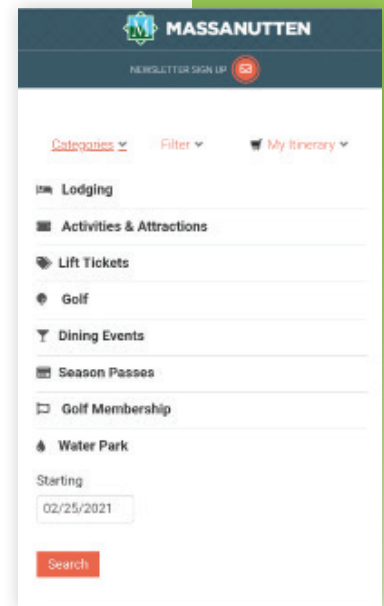 MASSANUTTEN
NEWSLETTER SIGN UP
Categories Filter My Itinerary
Lodging
Activities & Attractions
Lift Tickets
Golf
Dining Events
Season Passes
Golf Membership
Water Park
Starting
02/25/2021
Search